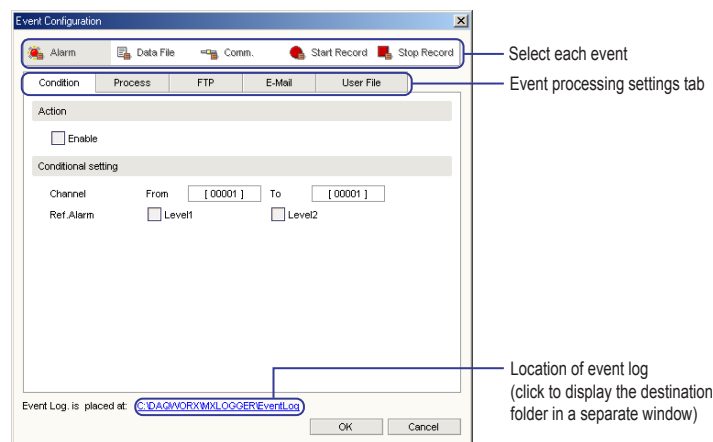 Event Configuration
Alarm Data File Comm. Start Record Stop Record
Select each event
Condition Process FTP E-Mail User File
Event processing settings tab
Action
Enable
Conditional setting
Channel From [ 00001 ] To [ 00001 ]
Ref.Alarm Level1 Level2
Location of event log
(click to display the destination
folder in a separate window)
Event Log. is placed at: C:\DAQWORX\MXLOGGER\EventLog
OK Cancel